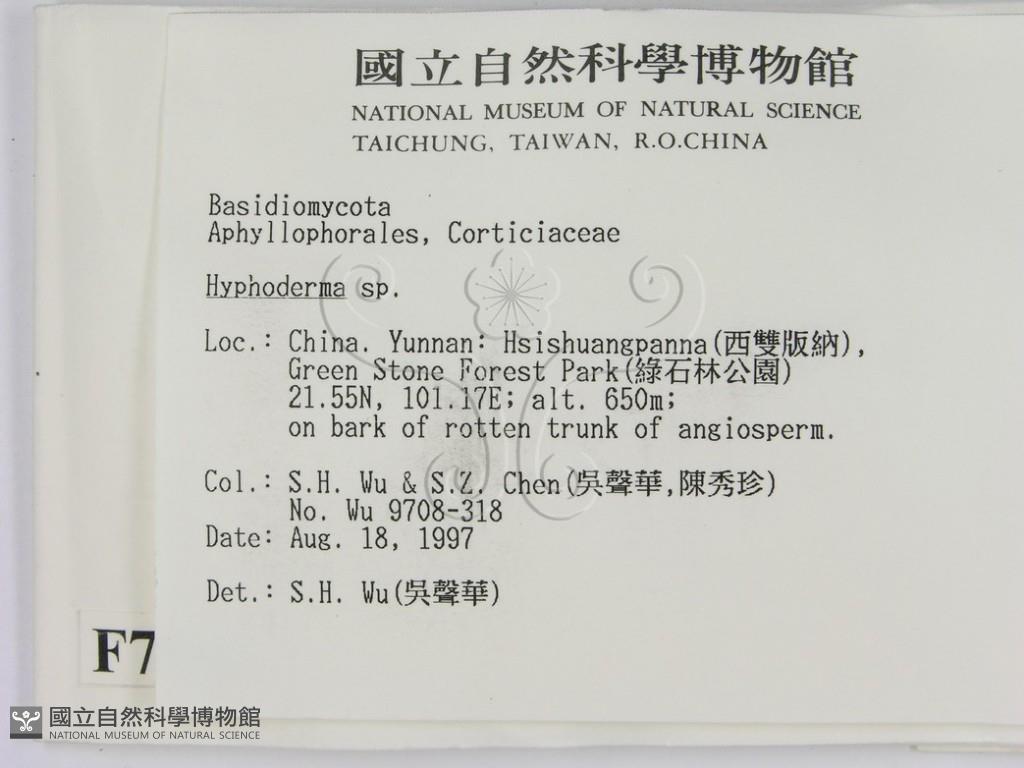 國立自然科學博物館
NATIONAL MUSEUM OF NATURAL SCIENCE
TAICHUNG, TAIWAN, R.O.CHINA
Basidiomycota
Aphyllophorales, Corticiaceae
Hyphoderma sp.
Loc.: China. Yunnan: Hsishuangpanna(西雙版納),
Green Stone Forest Park(綠石林公園)
21.55N, 101.17E; alt. 650m;
on bark of rotten trunk of angiosperm.
Col.: S.H. Wu & S.Z. Chen(吳聲華,陳秀珍)
No. Wu 9708-318
Date: Aug. 18, 1997
Det.: S.H. Wu(吳聲華)
F7
國立自然科學博物館
NATIONAL MUSEUM OF NATURAL SCIENCE